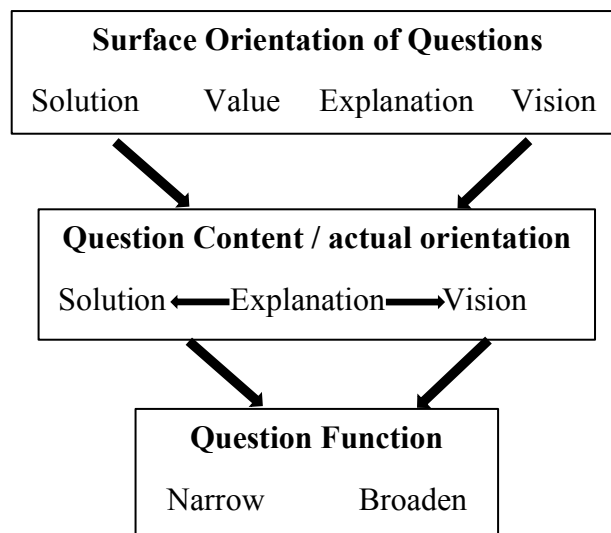 Surface Orientation of Questions
Solution Value Explanation Vision
Question Content / actual orientation
Solution Explanation Vision
Question Function
Narrow Broaden